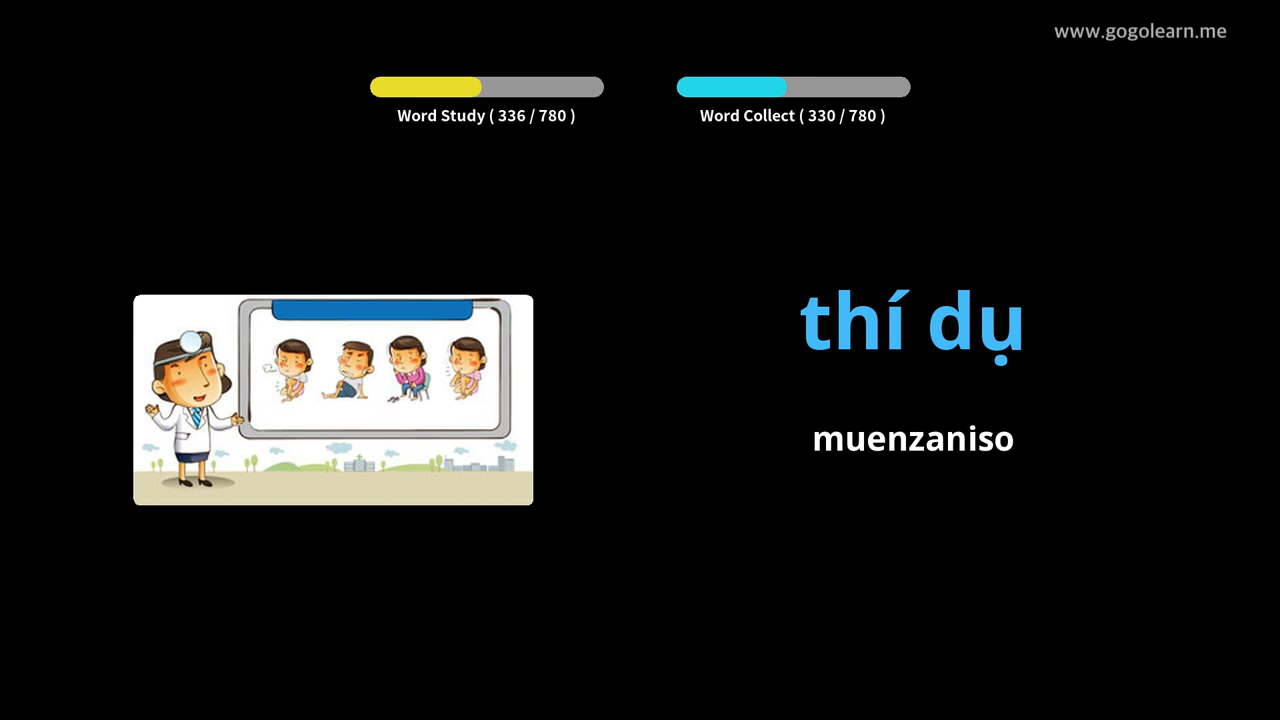 www.gogolearn.me
Word Study ( 336 / 780 )
Word Collect ( 330 / 780 )
thí dụ
muenzaniso